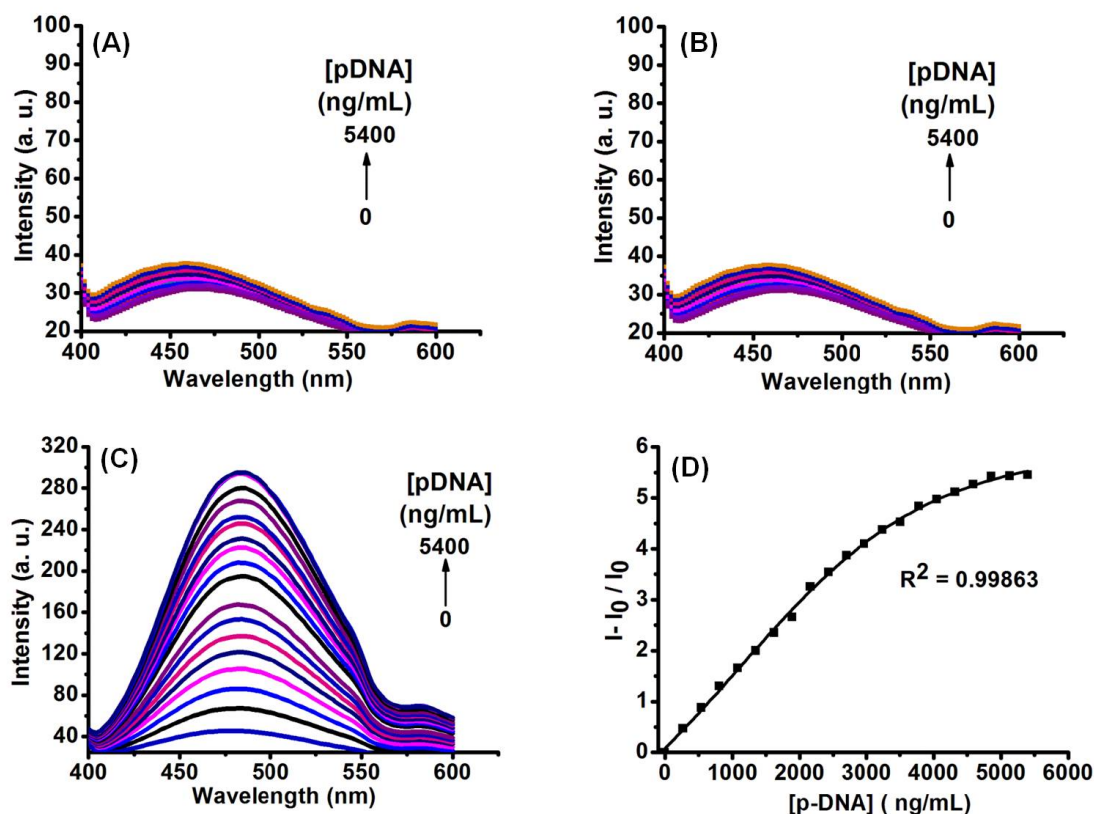 (A)
100
90
80
70
60
50
40
30
20
Intensity (a. u.)
[pDNA]
(ng/mL)
5400
0
400 450 500 550 600
Wavelength (nm)
(B)
100
90
80
70
60
50
40
30
20
Intensity (a. u.)
[pDNA]
(ng/mL)
5400
0
400 450 500 550 600
Wavelength (nm)
(C)
320
280
240
200
160
120
80
40
Intensity (a. u.)
[pDNA]
(ng/mL)
5400
0
400 450 500 550 600
Wavelength (nm)
(D)
6
5
4
3
2
1
0
I- I0 / I0
R2 = 0.99863
0 1000 2000 3000 4000 5000 6000
[p-DNA] ( ng/mL)